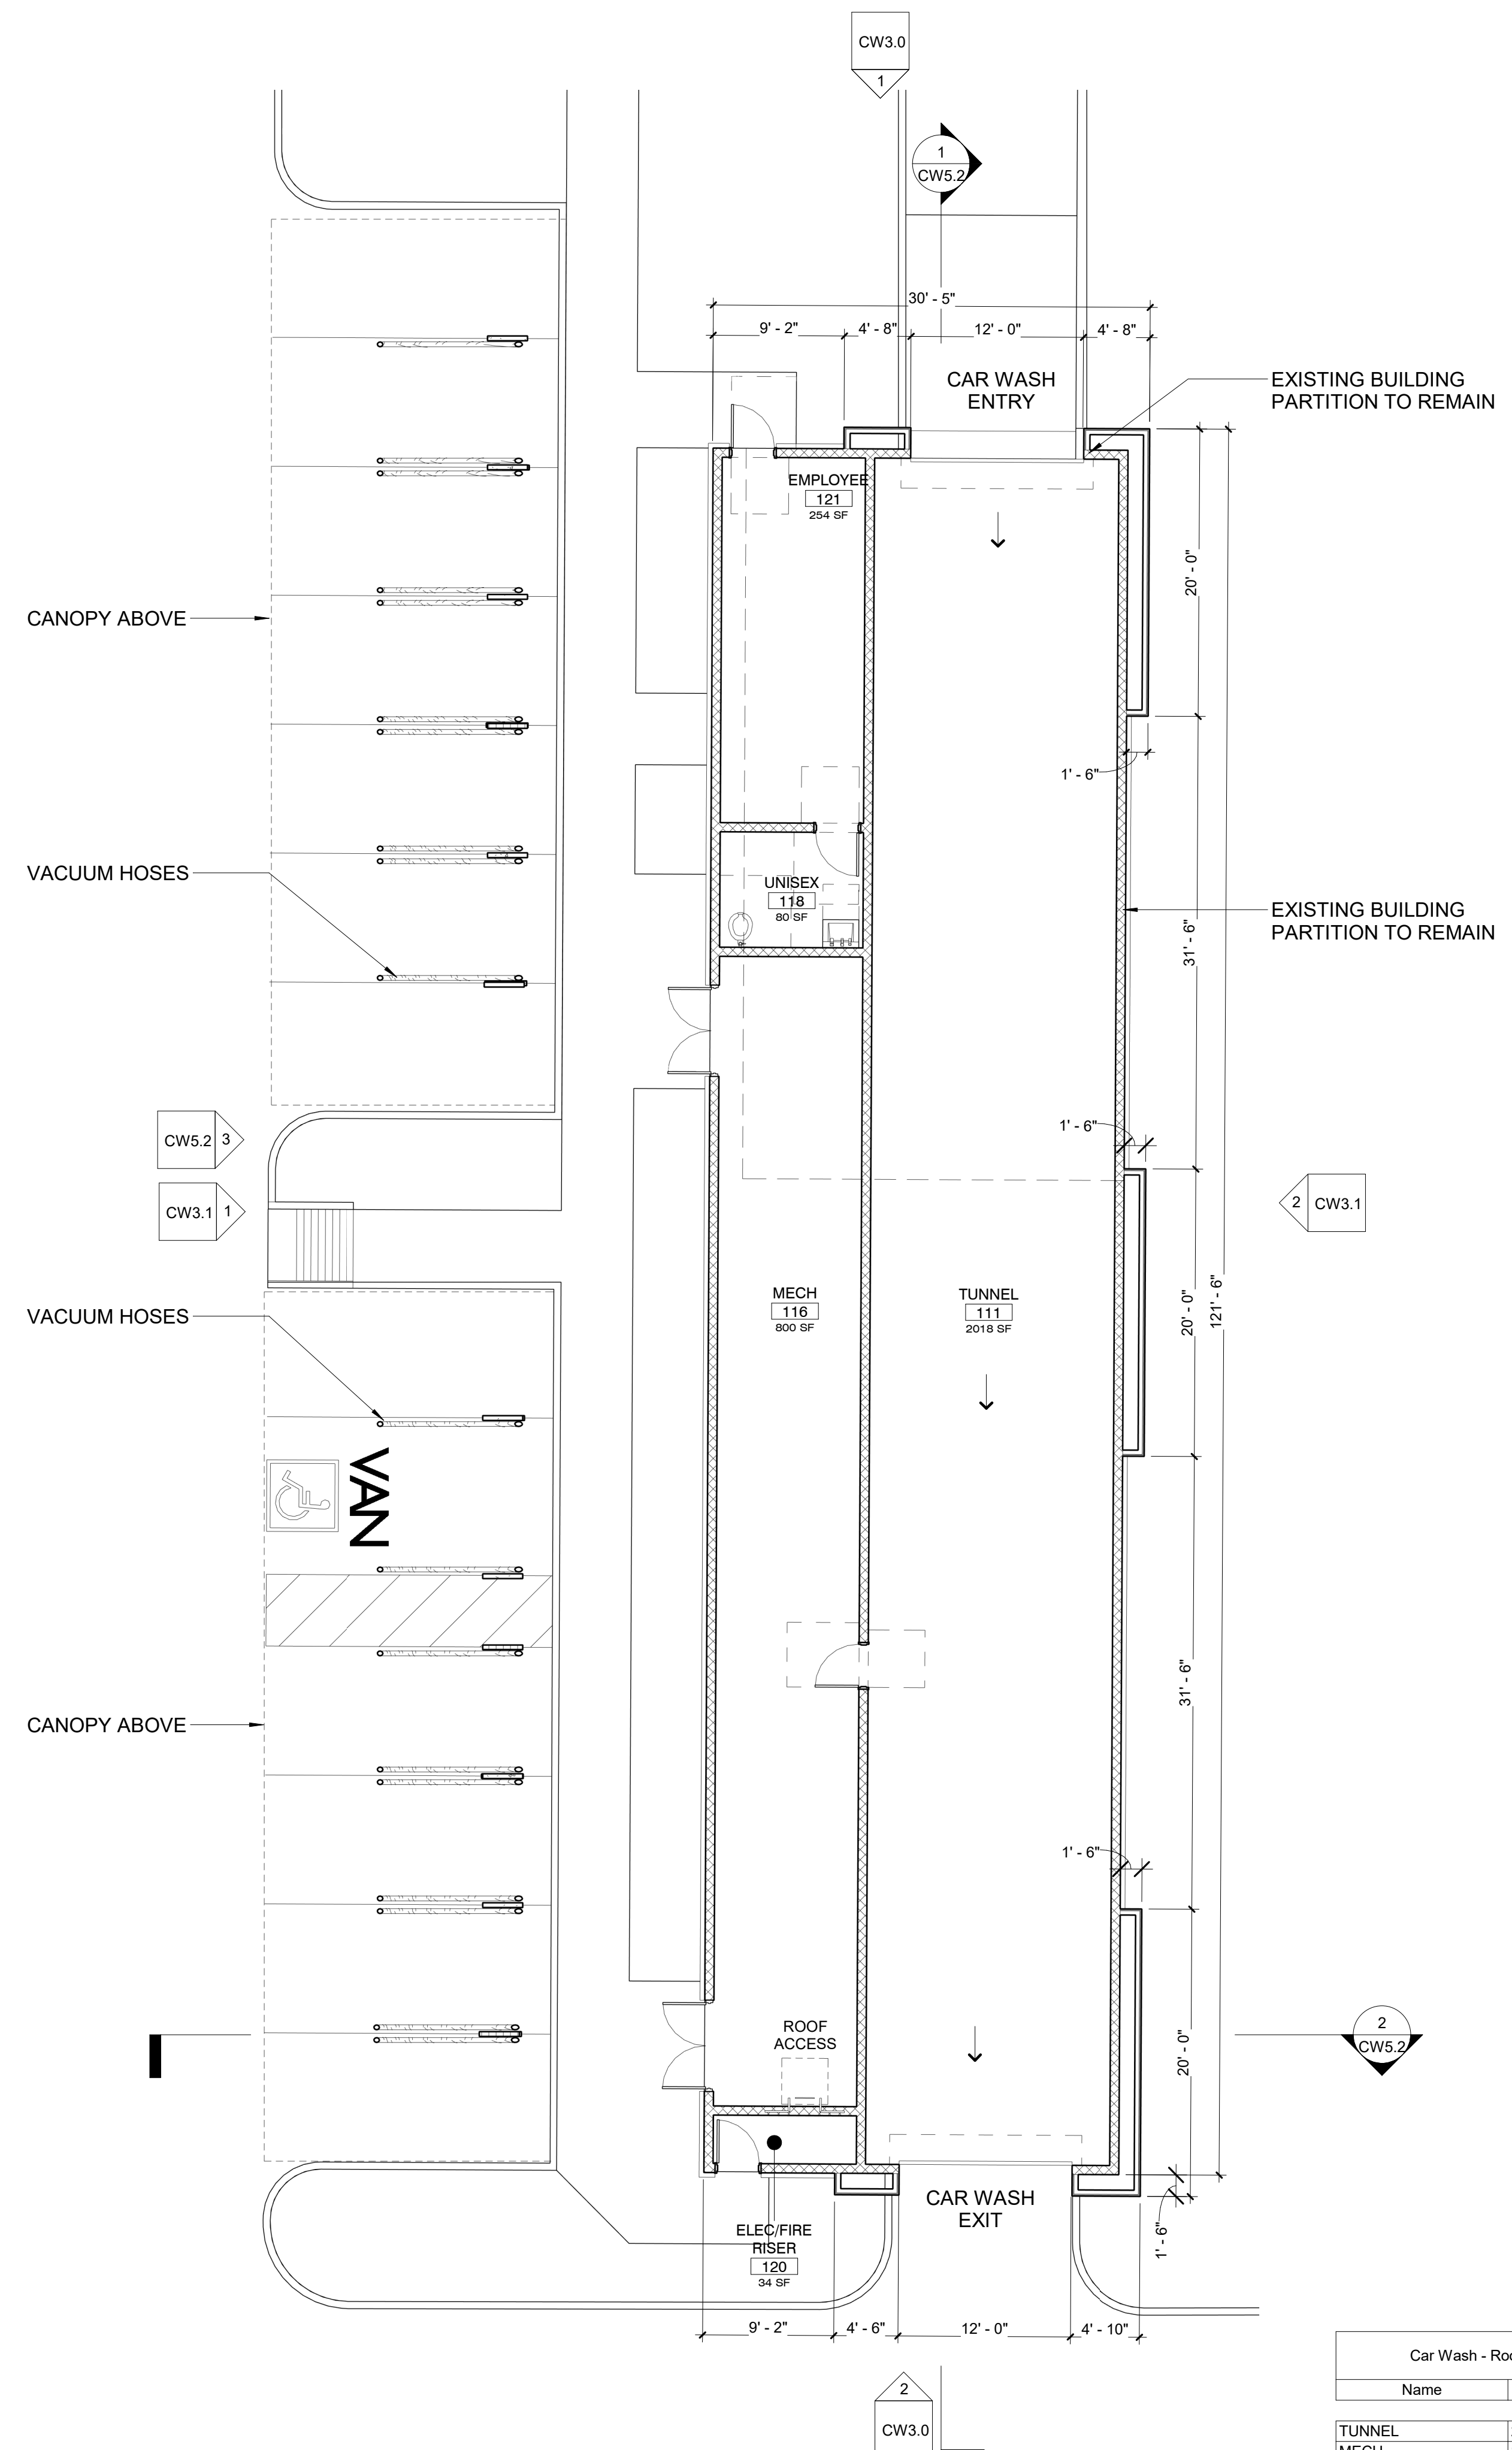 CW3.0
1
1
CW5.2
30' - 5"
9' - 2"
4' - 8"
12' - 0"
4' - 8"
CAR WASH
ENTRY
EXISTING BUILDING
PARTITION TO REMAIN
EMPLOYEE
121
254 SF
20' - 0"
CANOPY ABOVE
1' - 6"
VACUUM HOSES
UNISEX
118
80 SF
EXISTING BUILDING
PARTITION TO REMAIN
31' - 6"
1' - 6"
CW5.2
3
CW3.1
1
2
CW3.1
MECH
116
800 SF
TUNNEL
111
2018 SF
20' - 0"
121' - 6"
VACUUM HOSES
VAN
31' - 6"
CANOPY ABOVE
1' - 6"
ROOF
ACCESS
20' - 0"
2
CW5.2
CAR WASH
EXIT
ELEC/FIRE
RISER
120
34 SF
1' - 6"
9' - 2"
4' - 6"
12' - 0"
4' - 10"
2
CW3.0
Car Wash -
Name
TUNNEL
MECH